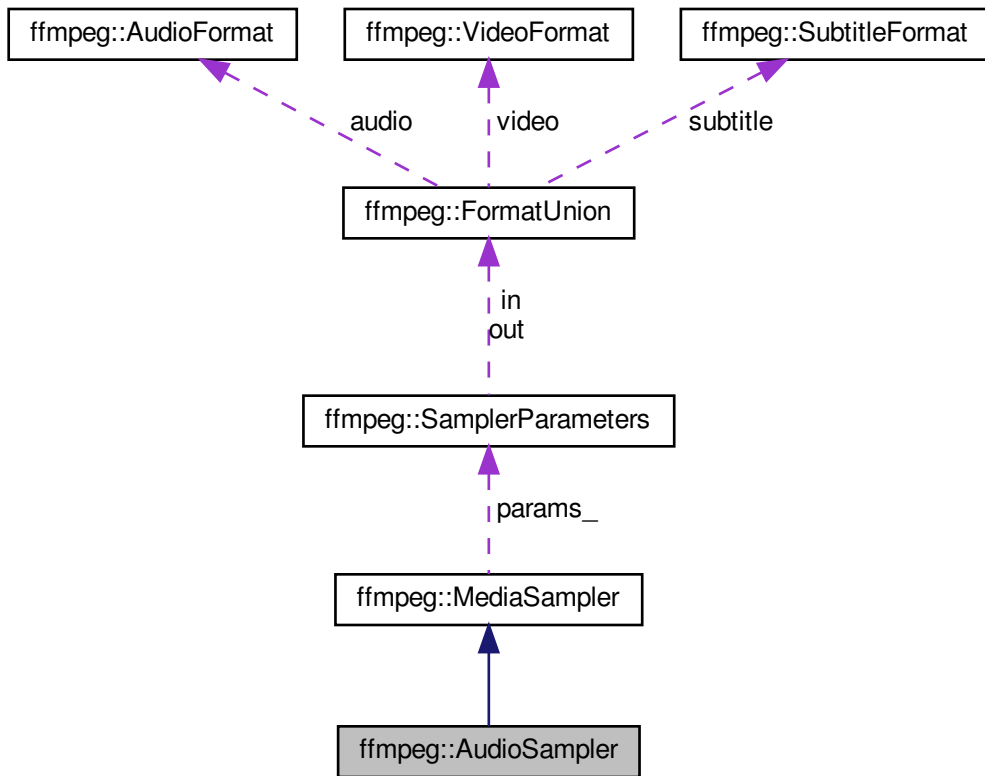 ffmpeg::AudioFormat
ffmpeg::VideoFormat
ffmpeg::SubtitleFormat
audio
video
subtitle
ffmpeg::FormatUnion
in
out
ffmpeg::SamplerParameters
params_
ffmpeg::MediaSampler
ffmpeg::AudioSampler